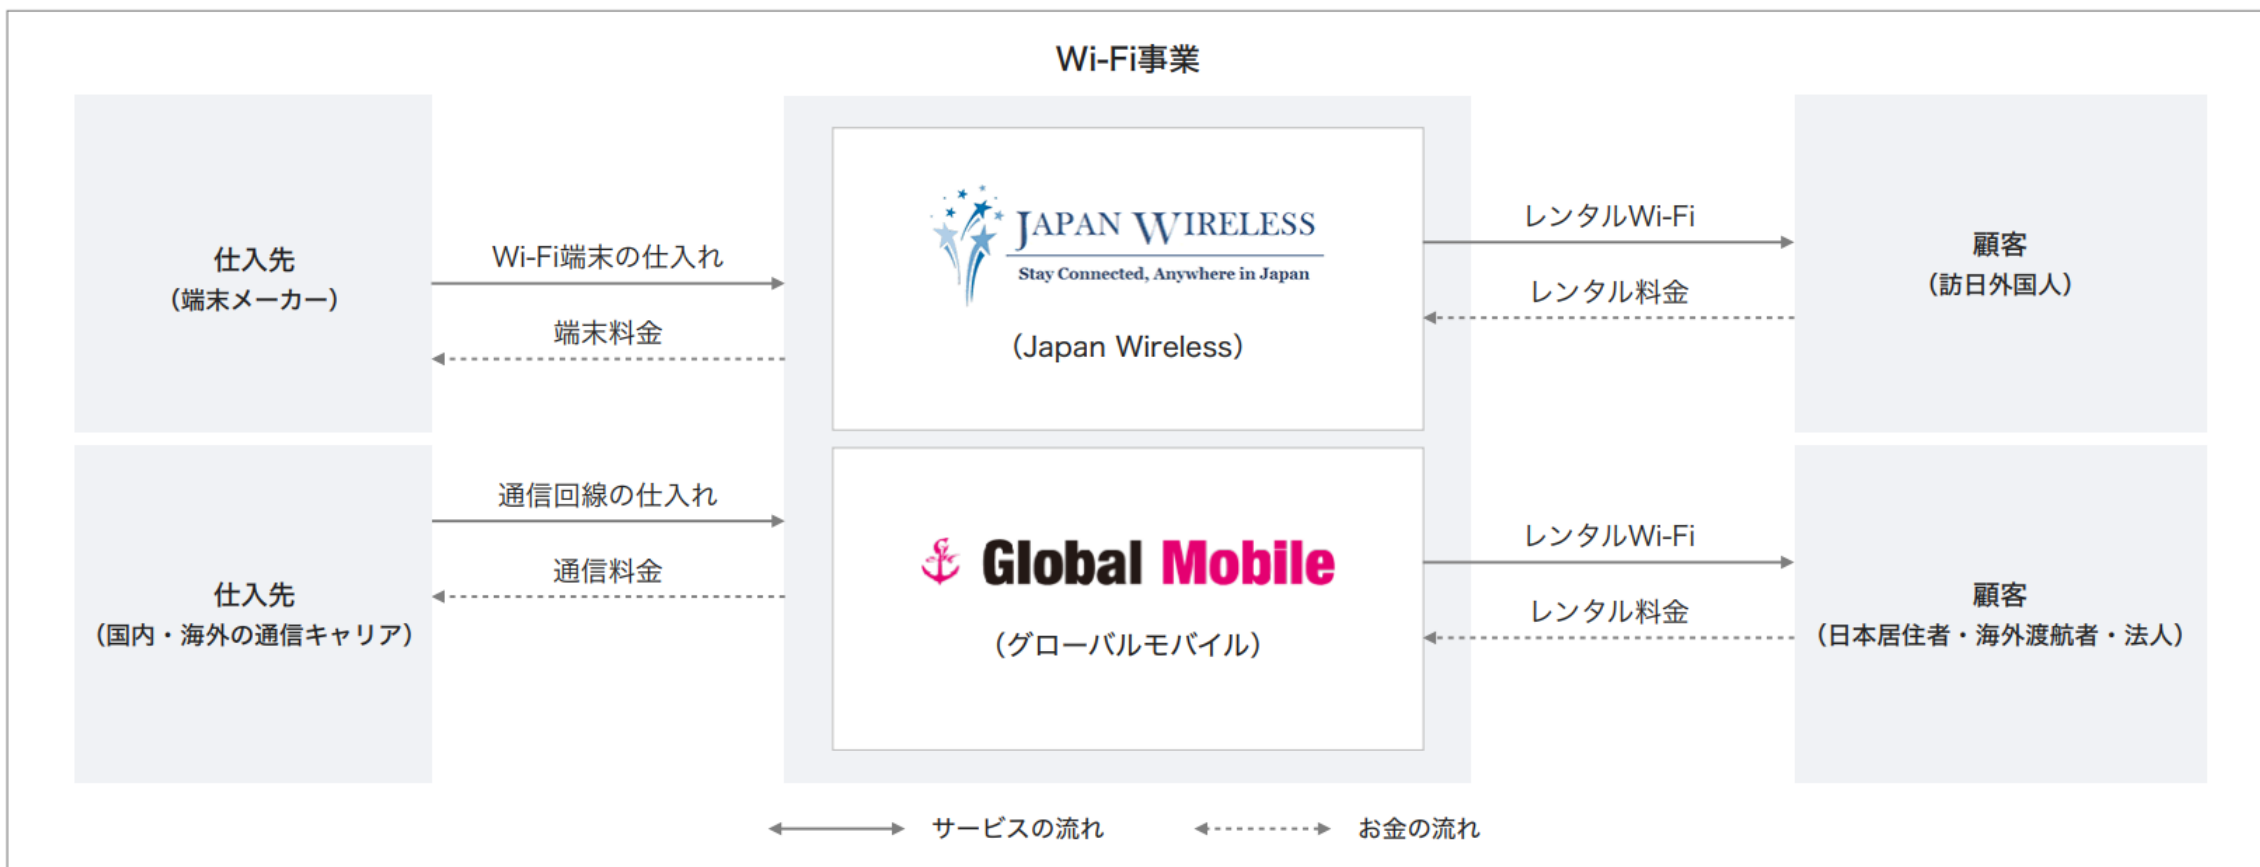 Wi-Fi事業
仕入先
（端末メーカー）
Wi-Fi端末の仕入れ
端末料金
JAPAN WIRELESS
Stay Connected, Anywhere in Japan
（Japan Wireless）
レンタルWi-Fi
レンタル料金
顧客
（訪日外国人）
仕入先
（国内・海外の通信キャリア）
通信回線の仕入れ
通信料金
Global Mobile
（グローバルモバイル）
レンタルWi-Fi
レンタル料金
顧客
（日本居住者・海外渡航者・法人）
サービスの流れ
お金の流れ